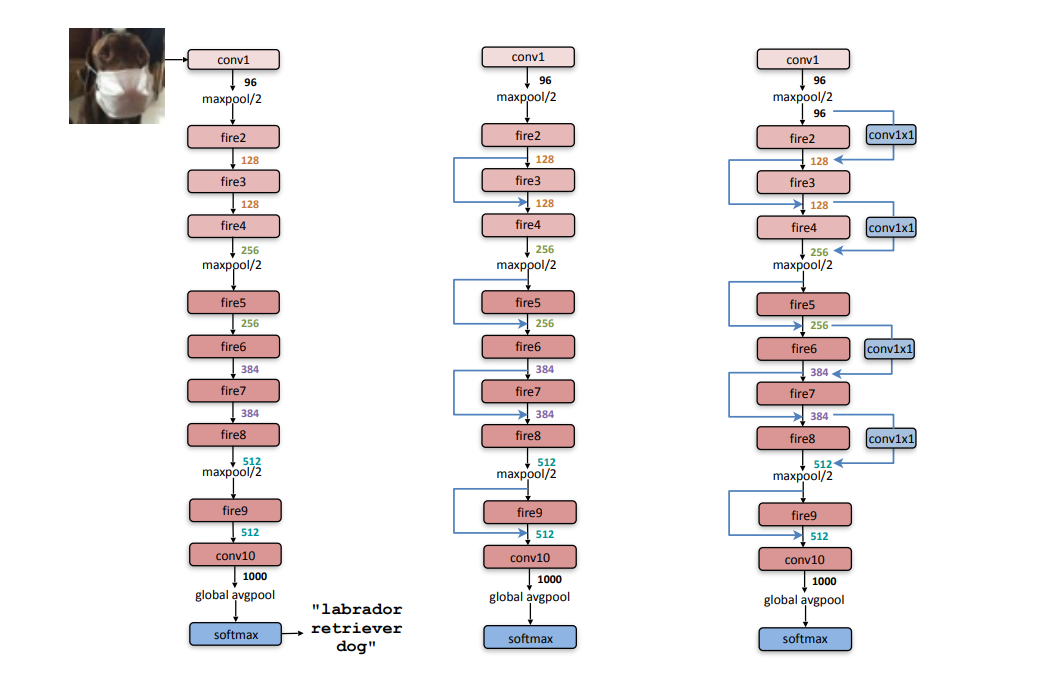 conv1
96
maxpool/2
fire2
128
fire3
128
fire4
256
maxpool/2
fire5
256
fire6
384
fire7
384
fire8
512
maxpool/2
fire9
512
conv10
1000
global avgpool
softmax
"labrador
retriever
dog"
conv1
96
maxpool/2
fire2
128
fire3
128
fire4
256
maxpool/2
fire5
256
fire6
384
fire7
384
fire8
512
maxpool/2
fire9
512
conv10
1000
global avgpool
softmax
conv1
96
maxpool/2
96
conv1x1
fire2
128
fire3
128
conv1x1
fire4
256
maxpool/2
fire5
256
conv1x1
fire6
384
fire7
384
conv1x1
fire8
512
maxpool/2
fire9
512
conv10
1000
global avgpool
softmax